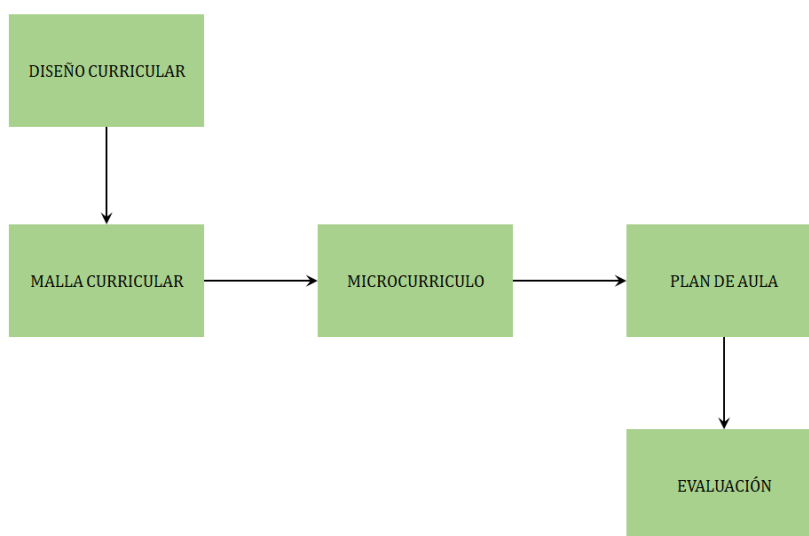 DISEÑO CURRICULAR
MALLA CURRICULAR
MICROCURRICULO
PLAN DE AULA
EVALUACIÓN